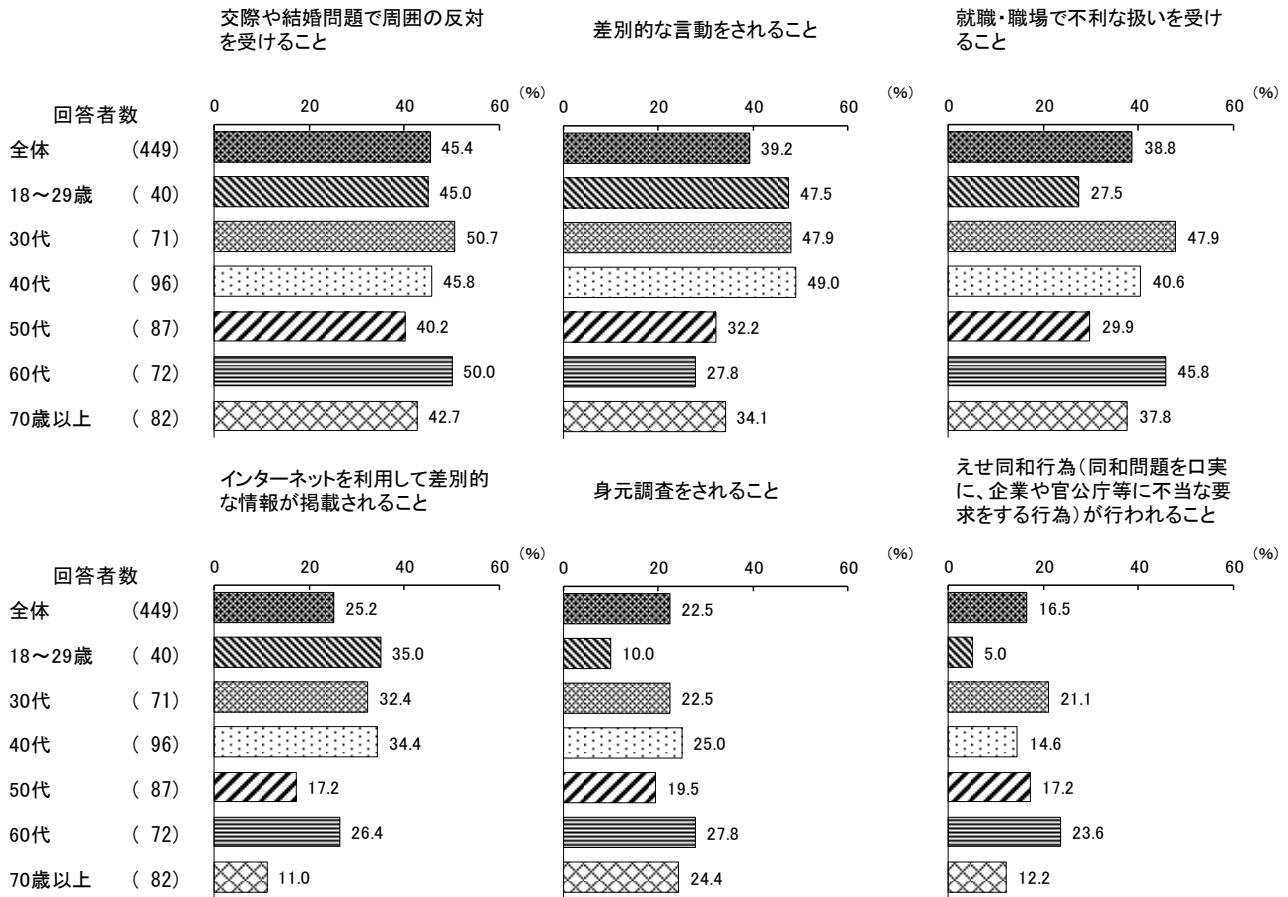 交際や結婚問題で周囲の反対
を受けること
差別的な言動をされること
就職・職場で不利な扱いを受け
ること
0 20 40 60 (%)
0 20 40 60 (%)
0 20 40 60 (%)
回答者数
全体 (449) 45.4 39.2 38.8
18～29歳 ( 40) 45.0 47.5 27.5
30代 ( 71) 50.7 47.9 47.9
40代 ( 96) 45.8 49.0 40.6
50代 ( 87) 40.2 32.2 29.9
60代 ( 72) 50.0 27.8 45.8
70歳以上 ( 82) 42.7 34.1 37.8
インターネットを利用して差別的
な情報が掲載されること
身元調査をされること
えせ同和行為(同和問題を口実
に、企業や官公庁等に不当な要
求をする行為)が行われること
0 20 40 60 (%)
0 20 40 60 (%)
0 20 40 60 (%)
回答者数
全体 (449) 25.2 22.5 16.5
18～29歳 ( 40) 35.0 10.0 5.0
30代 ( 71) 32.4 22.5 21.1
40代 ( 96) 34.4 25.0 14.6
50代 ( 87) 17.2 19.5 17.2
60代 ( 72) 26.4 27.8 23.6
70歳以上 ( 82) 11.0 24.4 12.2